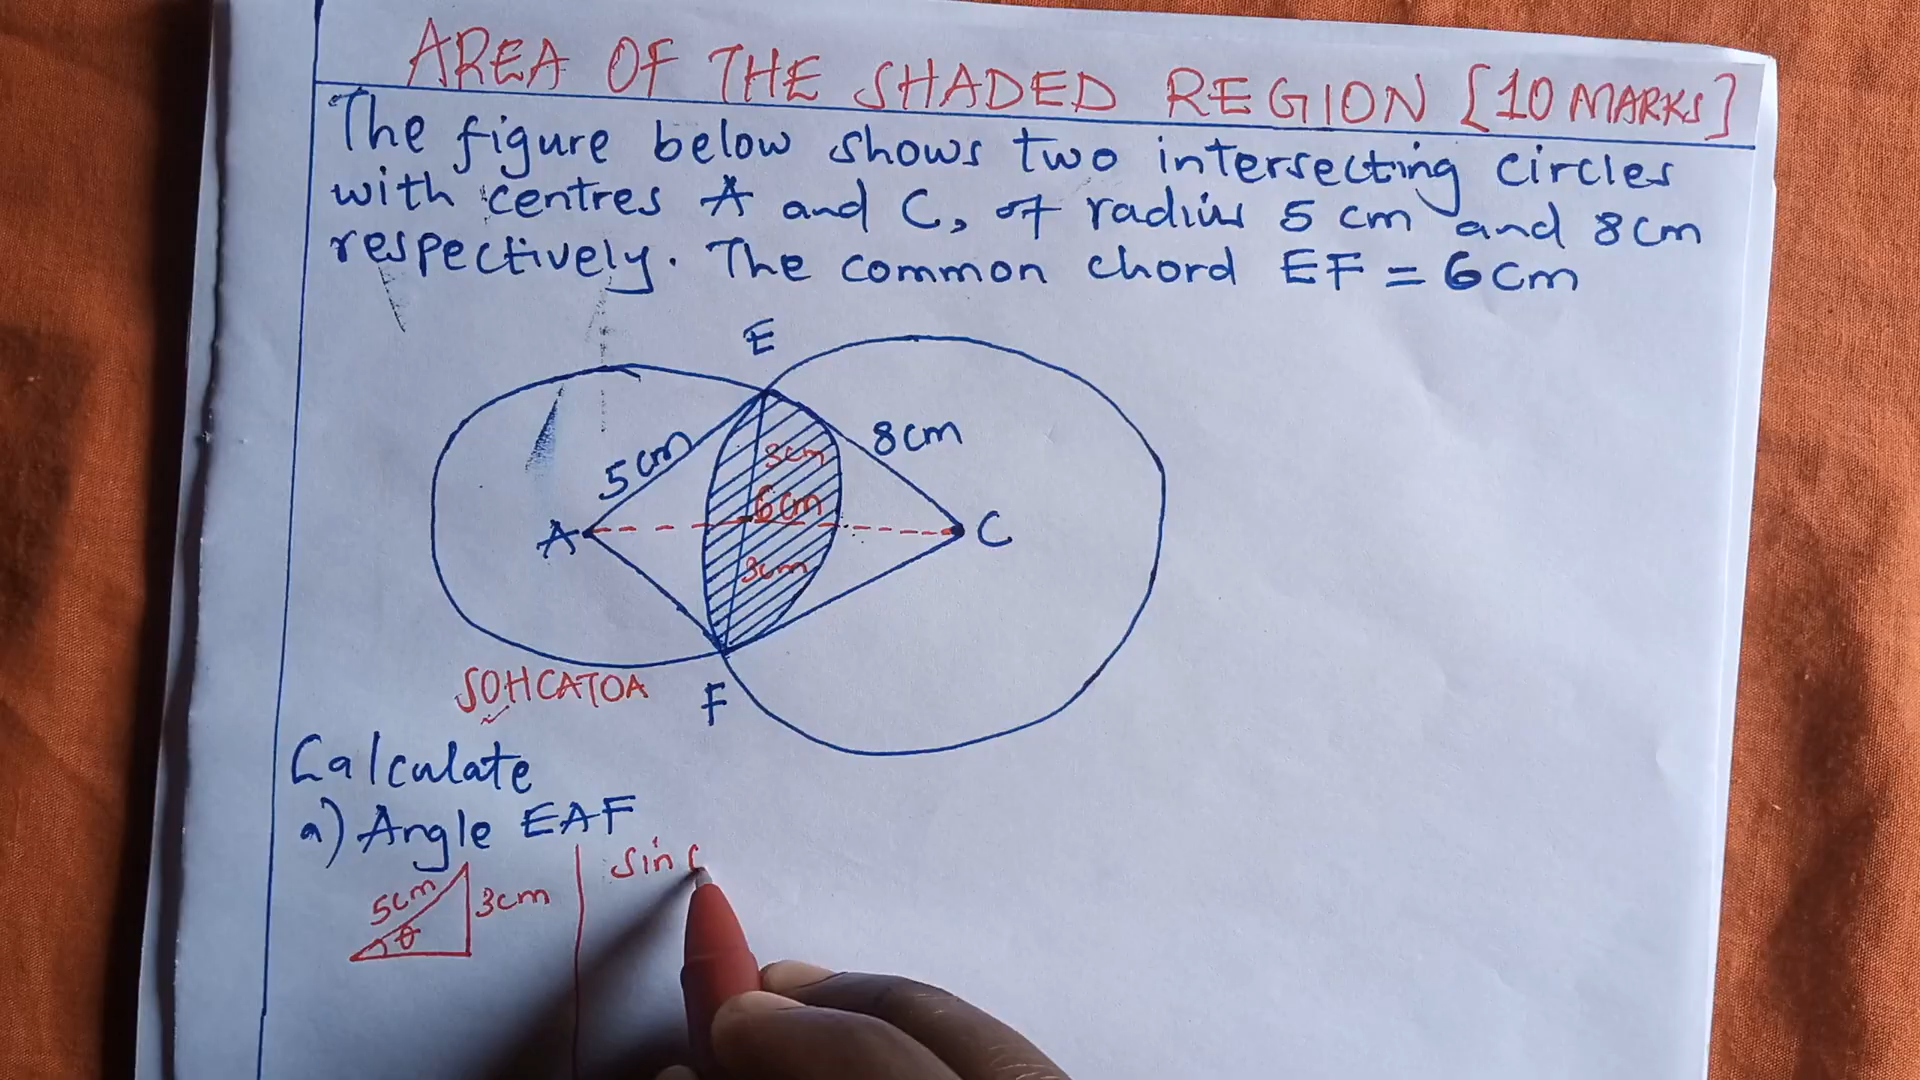 AREA OF THE SHADED REGION [10 MARKS]
The figure below shows two intersecting circles
with centres A and C, of radius 5 cm and 8cm
respectively. The common chord EF = 6cm
E
5cm
8cm
3cm
6cm
A
C
3cm
SOHCATOA
F
Calculate
a) Angle EAF
sin
5cm
3cm
θ